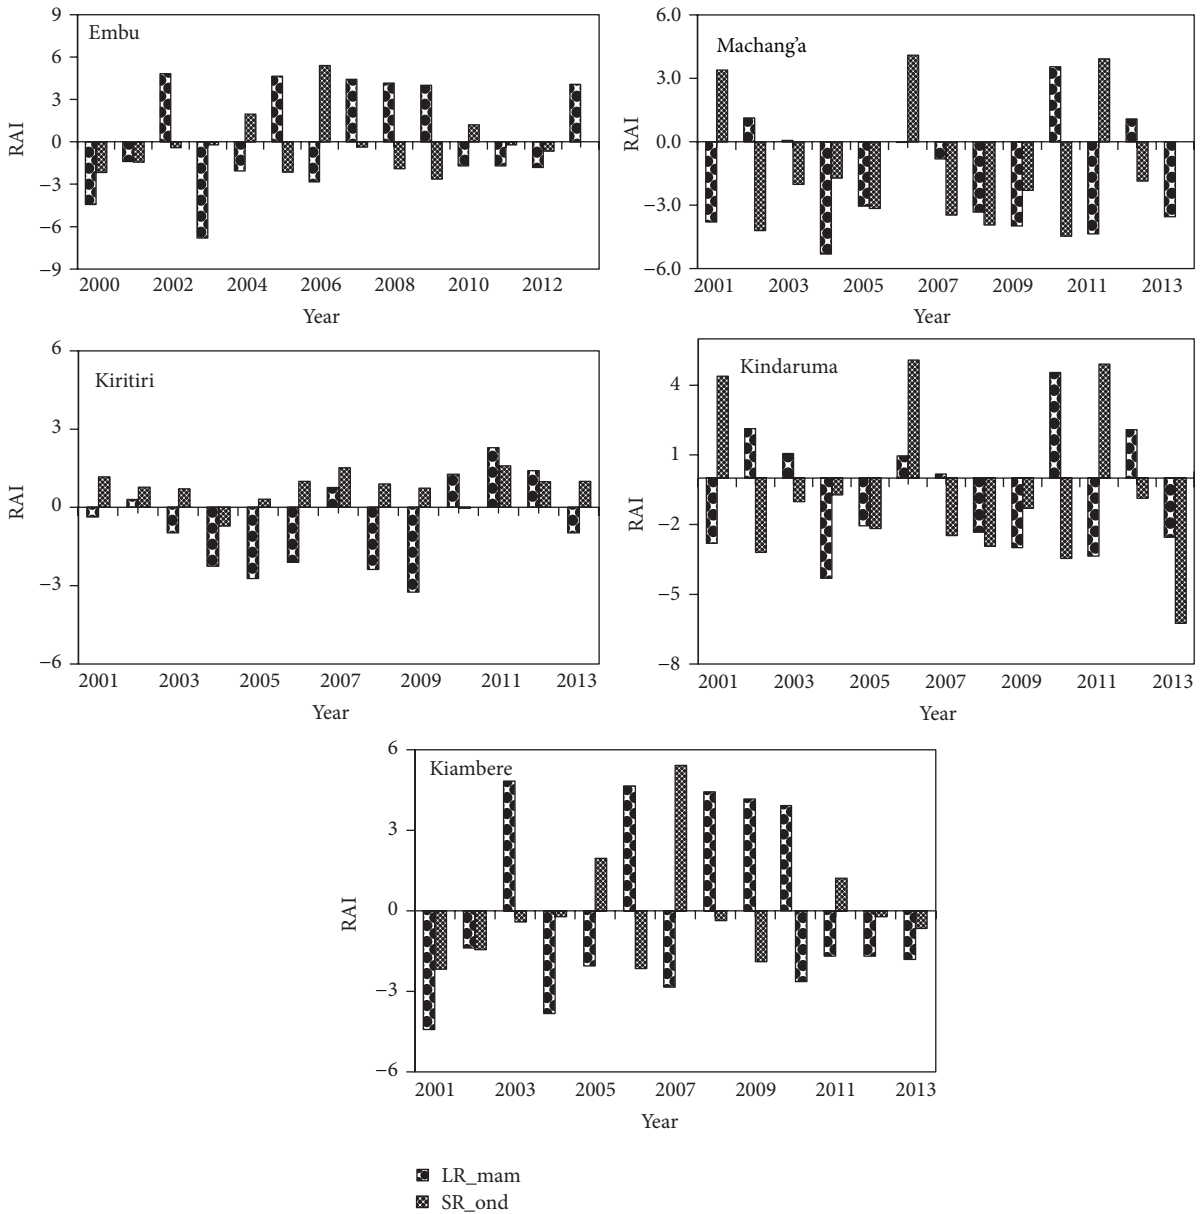 Embu
RAI
9
6
3
0
−3
−6
−9
2000 2002 2004 2006 2008 2010 2012
Year
Machang'a
RAI
6.0
3.0
0.0
−3.0
−6.0
2001 2003 2005 2007 2009 2011 2013
Year
Kiritiri
RAI
6
3
0
−3
−6
2001 2003 2005 2007 2009 2011 2013
Year
Kindaruma
RAI
4
1
−2
−5
−8
2001 2003 2005 2007 2009 2011 2013
Year
Kiambere
RAI
6
3
0
−3
−6
2001 2003 2005 2007 2009 2011 2013
Year
LR_mam
SR_ond